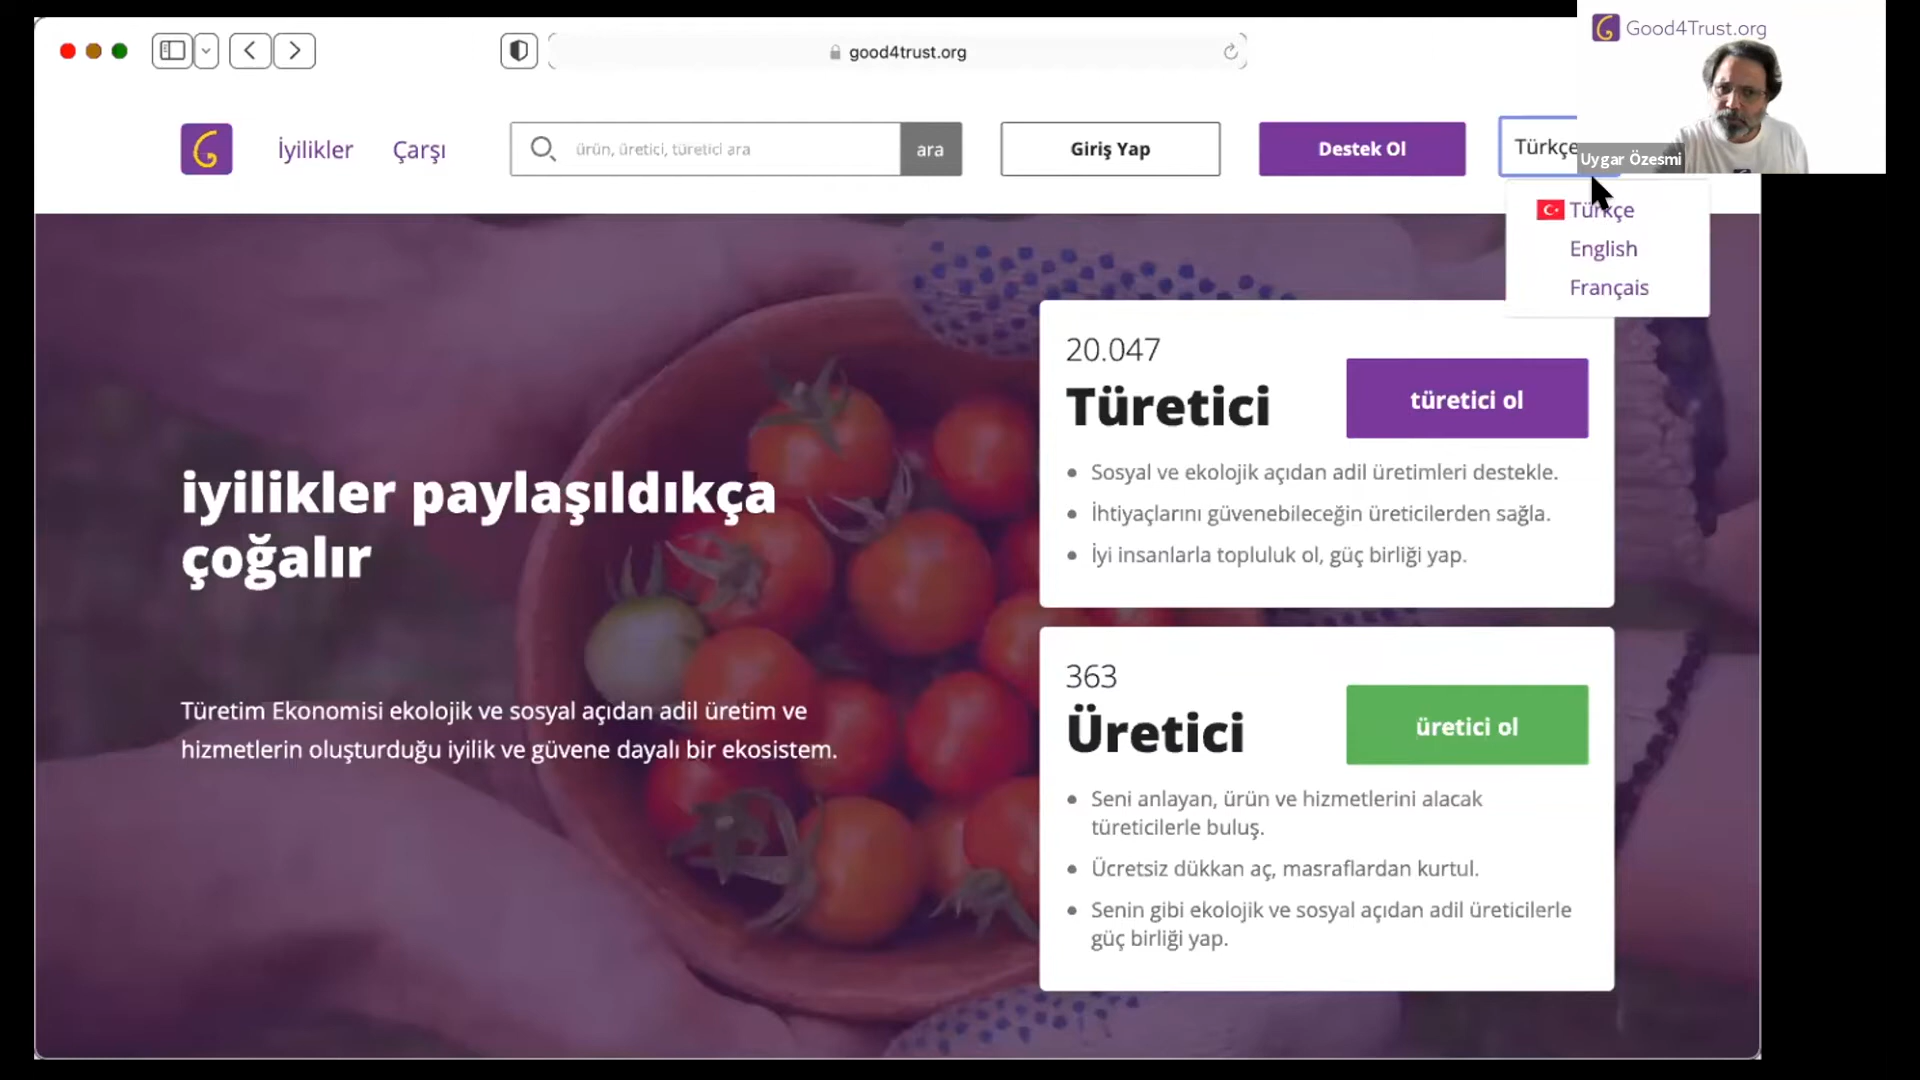 Good4Trust.org
good4trust.org
İyilikler
Çarşı
ürün, üretici, türetici ara
ara
Giriş Yap
Destek Ol
Türkçe
Uygar Özesmi
Türkçe
English
Français
iyilikler paylaşıldıkça
çoğalır
Türetim Ekonomisi ekolojik ve sosyal açıdan adil üretim ve
hizmetlerin oluşturduğu iyilik ve güvene dayalı bir ekosistem.
20.047
Türetici
türetici ol
Sosyal ve ekolojik açıdan adil üretimleri destekle.
İhtiyaçlarını güvenebileceğin üreticilerden sağla.
İyi insanlarla topluluk ol, güç birliği yap.
363
Üretici
üretici ol
Seni anlayan, ürün ve hizmetlerini alacak
türeticilerle buluş.
Ücretsiz dükkan aç, masraflardan kurtul.
Senin gibi ekolojik ve sosyal açıdan adil üreticilerle
güç birliği yap.